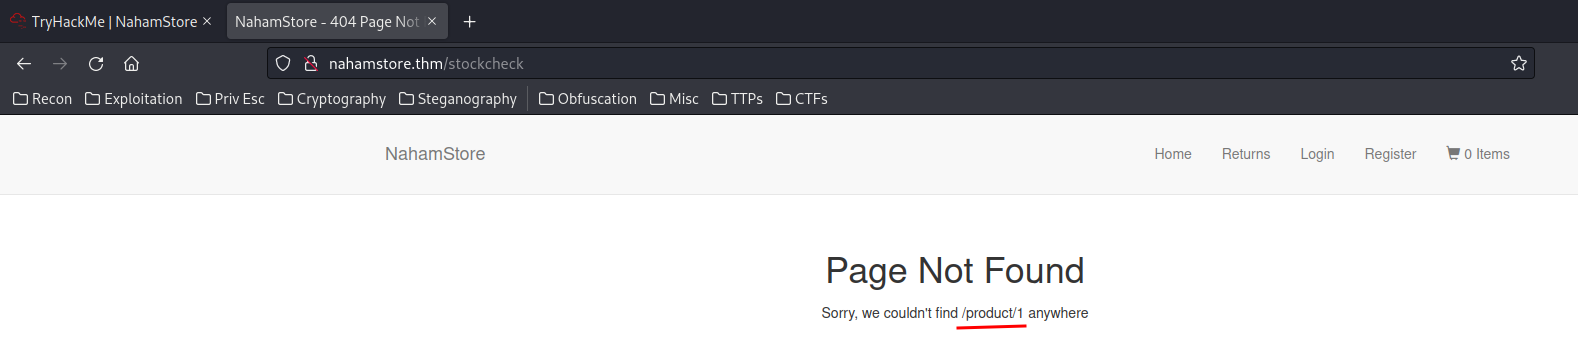 TryHackMe | NahamStore
NahamStore - 404 Page Not
nahamstore.thm/stockcheck
Recon Exploitation Priv Esc Cryptography Steganography Obfuscation Misc TTPs CTFs
NahamStore Home Returns Login Register 0 Items
Page Not Found
Sorry, we couldn't find /product/1 anywhere